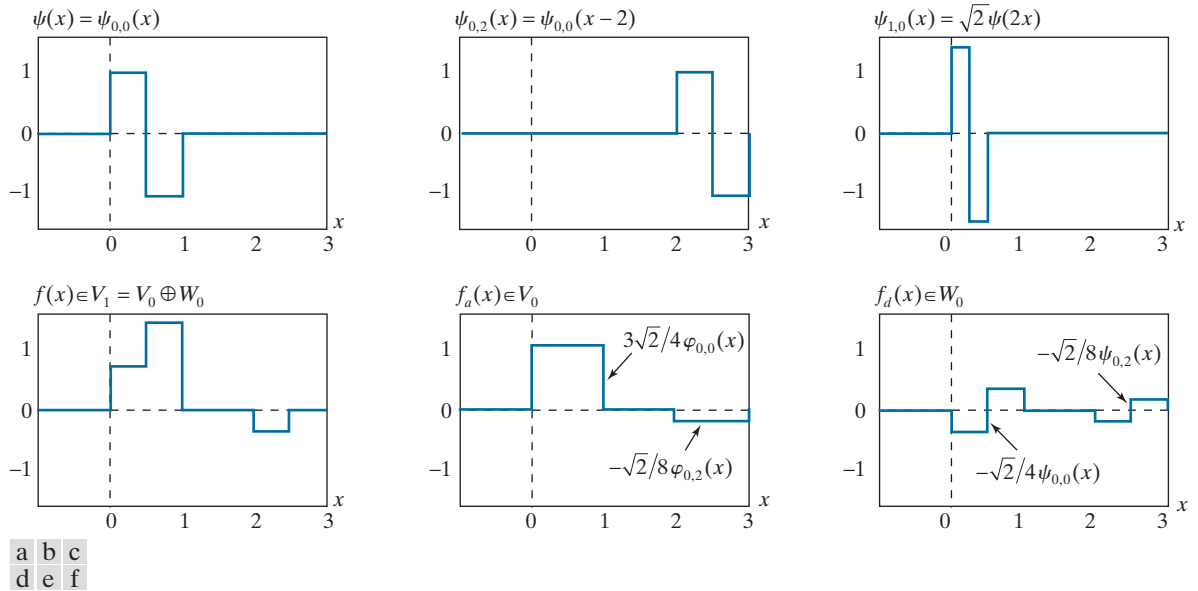 ψ(x) = ψ₀,₀(x)
1
0
−1
0 1 2 3
x
ψ₀,₂(x) = ψ₀,₀(x − 2)
1
0
−1
0 1 2 3
x
ψ₁,₀(x) = √2 ψ(2x)
1
0
−1
0 1 2 3
x
f(x) ∈ V₁ = V₀ ⊕ W₀
1
0
−1
0 1 2 3
x
fₐ(x) ∈ V₀
3√2/4 φ₀,₀(x)
−√2/8 φ₀,₂(x)
1
0
−1
0 1 2 3
x
f_d(x) ∈ W₀
−√2/8 ψ₀,₂(x)
−√2/4 ψ₀,₀(x)
1
0
−1
0 1 2 3
x
a b c
d e f